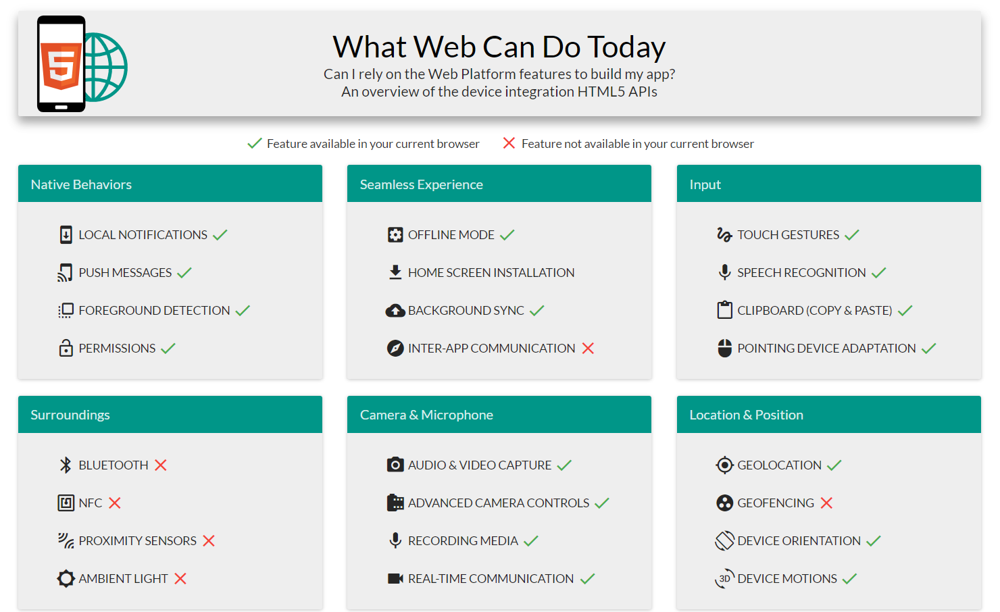 What Web Can Do Today
Can I rely on the Web Platform features to build my app?
An overview of the device integration HTML5 APIs
Feature available in your current browser
Feature not available in your current browser
Native Behaviors
LOCAL NOTIFICATIONS
PUSH MESSAGES
FOREGROUND DETECTION
PERMISSIONS
Seamless Experience
OFFLINE MODE
HOME SCREEN INSTALLATION
BACKGROUND SYNC
INTER-APP COMMUNICATION
Input
TOUCH GESTURES
SPEECH RECOGNITION
CLIPBOARD (COPY & PASTE)
POINTING DEVICE ADAPTATION
Surroundings
BLUETOOTH
NFC
PROXIMITY SENSORS
AMBIENT LIGHT
Camera & Microphone
AUDIO & VIDEO CAPTURE
ADVANCED CAMERA CONTROLS
RECORDING MEDIA
REAL-TIME COMMUNICATION
Location & Position
GEOLOCATION
GEOFENCING
DEVICE ORIENTATION
3D DEVICE MOTIONS